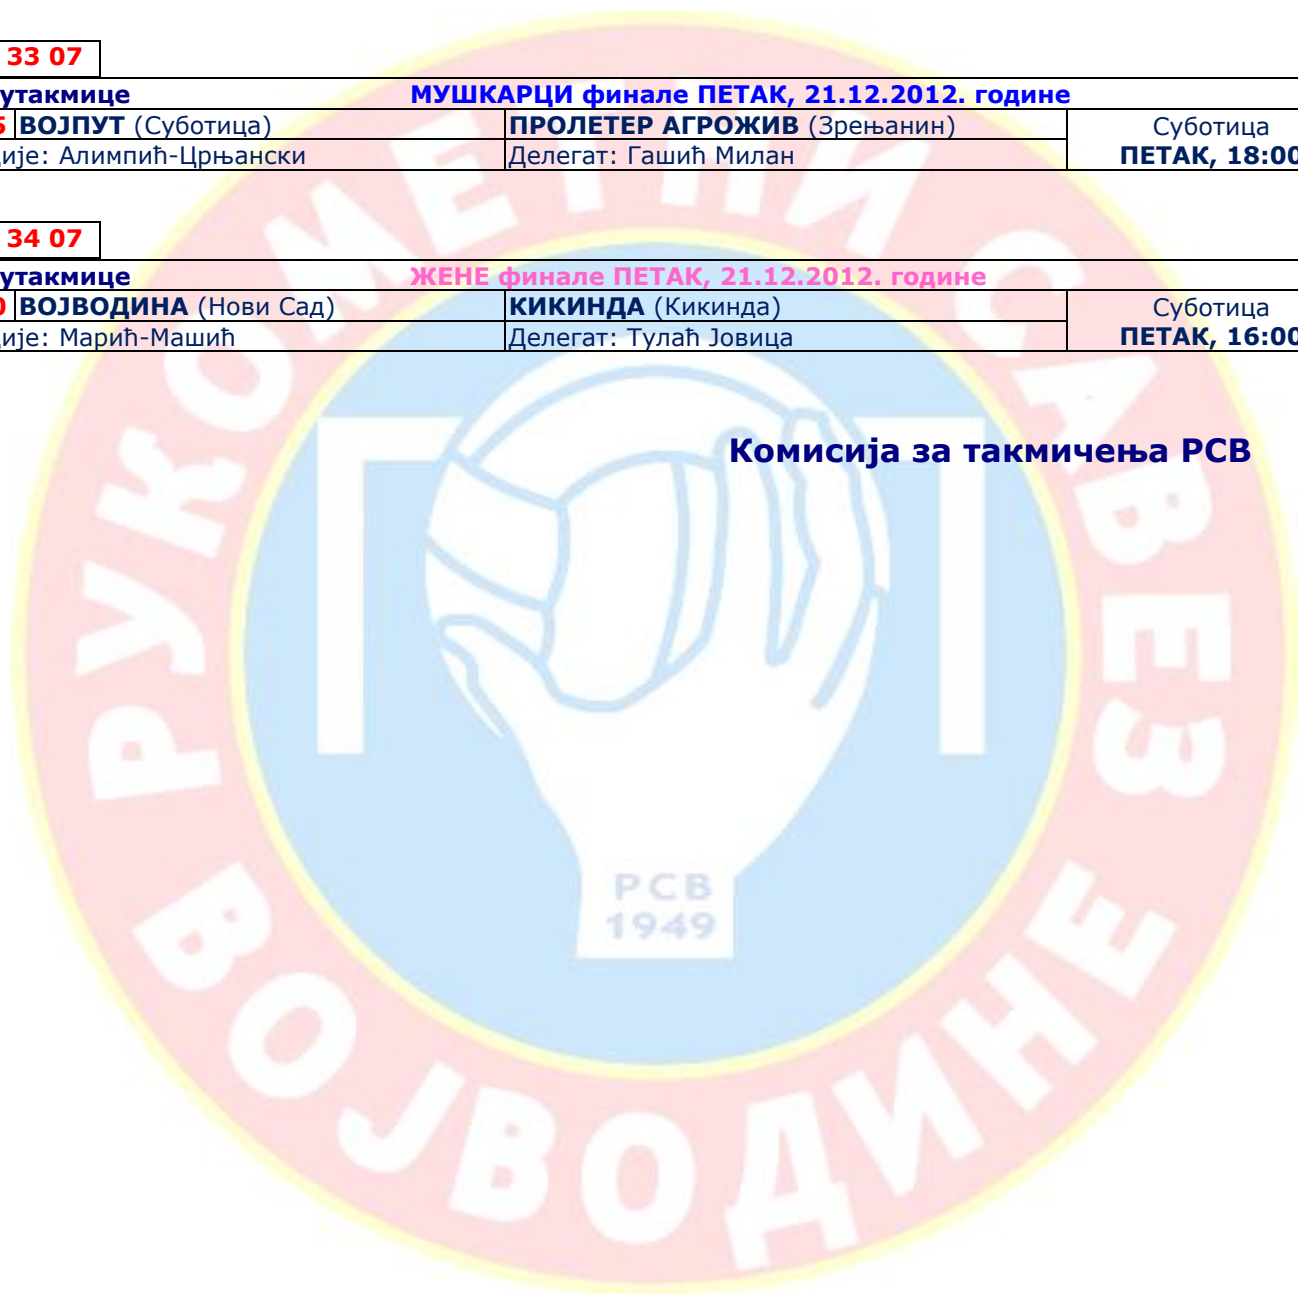 33 07
утакмице МУШКАРЦИ финале ПЕТАК, 21.12.2012. године
ВОЈПУТ (Суботица) ПРОЛЕТЕР АГРОЖИВ (Зрењанин) Суботица
ије: Алимпић-Црњански Делегат: Гашић Милан ПЕТАК, 18:00
34 07
утакмице ЖЕНЕ финале ПЕТАК, 21.12.2012. године
0 ВОЈВОДИНА (Нови Сад) КИКИНДА (Кикинда) Суботица
ије: Марић-Машић Делегат: Тулаћ Јовица ПЕТАК, 16:00
Комисија за такмичења РСВ
РУКОМЕТНИ САВЕЗ
ВОЈВОДИНЕ
РСВ
1949